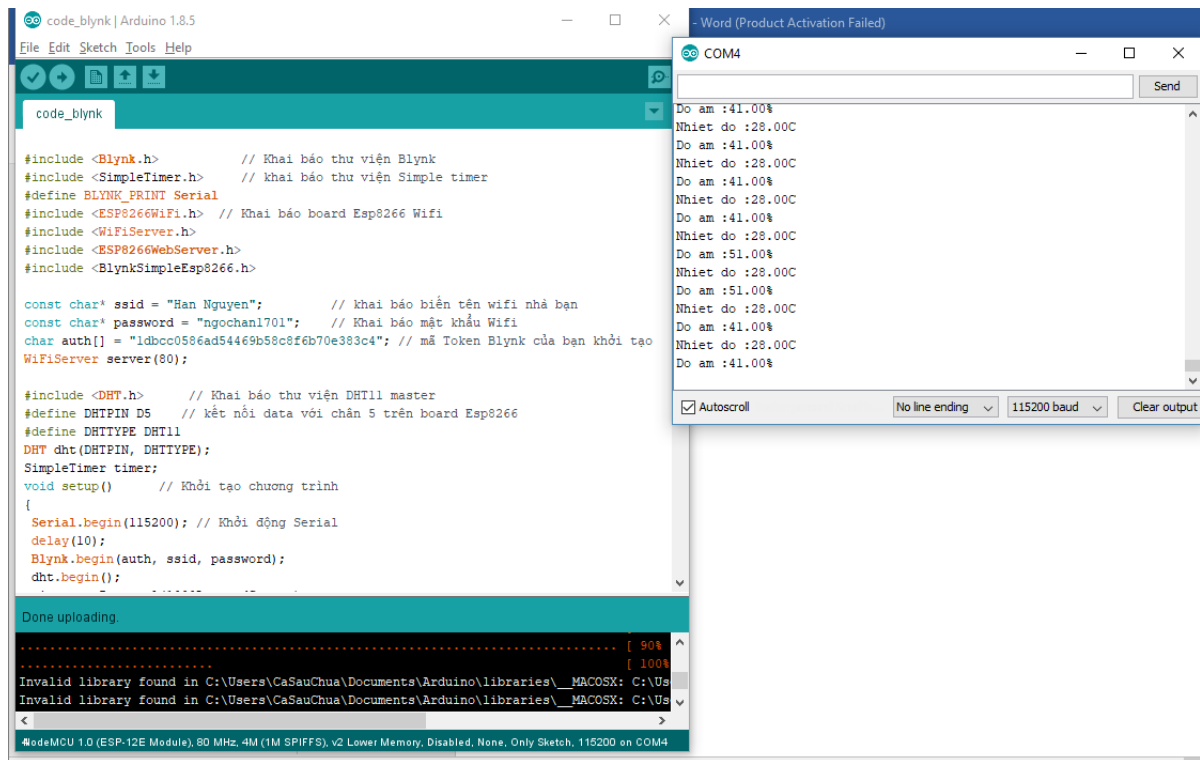 code_blynk | Arduino 1.8.5
File Edit Sketch Tools Help
code_blynk
#include <Blynk.h> // Khai báo thư viện Blynk
#include <SimpleTimer.h> // khai báo thư viện Simple timer
#define BLYNK_PRINT Serial
#include <ESP8266WiFi.h> // Khai báo board Esp8266 Wifi
#include <WiFiServer.h>
#include <ESP8266WebServer.h>
#include <BlynkSimpleEsp8266.h>
const char* ssid = "Han Nguyen"; // khai báo biến tên wifi nhà bạn
const char* password = "ngochan1701"; // Khai báo mật khẩu Wifi
char auth[] = "1dbcc0586ad54469b58c8f6b70e383c4"; // mã Token Blynk của bạn khởi tạo
WiFiServer server(80);
#include <DHT.h> // Khai báo thư viện DHT11 master
#define DHTPIN D5 // kết nối data với chân 5 trên board Esp8266
#define DHTTYPE DHT11
DHT dht(DHTPIN, DHTTYPE);
SimpleTimer timer;
void setup() // Khởi tạo chương trình
{
Serial.begin(115200); // Khởi động Serial
delay(10);
Blynk.begin(auth, ssid, password);
dht.begin();
Done uploading.
................................................................................ [ 90%
.......................... [ 100%
Invalid library found in C:\Users\CaSauChua\Documents\Arduino\libraries\__MACOSX: C:\Us
Invalid library found in C:\Users\CaSauChua\Documents\Arduino\libraries\__MACOSX: C:\Us
NodeMCU 1.0 (ESP-12E Module), 80 MHz, 4M (1M SPIFFS), v2 Lower Memory, Disabled, None, Only Sketch, 115200 on COM4
- Word (Product Activation Failed)
COM4
Send
Do am :41.00%
Nhiet do :28.00C
Do am :41.00%
Nhiet do :28.00C
Do am :41.00%
Nhiet do :28.00C
Do am :41.00%
Nhiet do :28.00C
Do am :51.00%
Nhiet do :28.00C
Do am :51.00%
Nhiet do :28.00C
Do am :41.00%
Nhiet do :28.00C
Do am :41.00%
Autoscroll No line ending 115200 baud Clear output